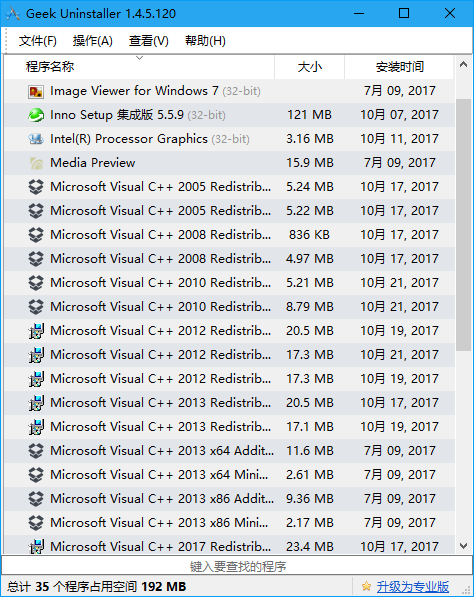 Geek Uninstaller 1.4.5.120
文件(F) 操作(A) 查看(V) 帮助(H)
程序名称 大小 安装时间
Image Viewer for Windows 7 (32-bit) 7月 09, 2017
Inno Setup 集成版 5.5.9 (32-bit) 121 MB 10月 07, 2017
Intel(R) Processor Graphics (32-bit) 3.16 MB 10月 11, 2017
Media Preview 15.9 MB 7月 09, 2017
Microsoft Visual C++ 2005 Redistrib... 5.24 MB 10月 17, 2017
Microsoft Visual C++ 2005 Redistrib... 5.22 MB 10月 17, 2017
Microsoft Visual C++ 2008 Redistrib... 836 KB 10月 17, 2017
Microsoft Visual C++ 2008 Redistrib... 4.97 MB 10月 17, 2017
Microsoft Visual C++ 2010 Redistrib... 5.21 MB 10月 21, 2017
Microsoft Visual C++ 2010 Redistrib... 8.79 MB 10月 21, 2017
Microsoft Visual C++ 2012 Redistrib... 20.5 MB 10月 19, 2017
Microsoft Visual C++ 2012 Redistrib... 17.3 MB 10月 21, 2017
Microsoft Visual C++ 2012 Redistrib... 17.3 MB 10月 19, 2017
Microsoft Visual C++ 2013 Redistrib... 20.5 MB 10月 17, 2017
Microsoft Visual C++ 2013 Redistrib... 17.1 MB 10月 19, 2017
Microsoft Visual C++ 2013 x64 Addit... 11.6 MB 7月 09, 2017
Microsoft Visual C++ 2013 x64 Mini... 2.61 MB 7月 09, 2017
Microsoft Visual C++ 2013 x86 Addit... 9.36 MB 7月 09, 2017
Microsoft Visual C++ 2013 x86 Mini... 2.17 MB 7月 09, 2017
Microsoft Visual C++ 2017 Redistrib... 23.4 MB 10月 17, 2017
键入要查找的程序
总计 35 个程序占用空间 192 MB 升级为专业版